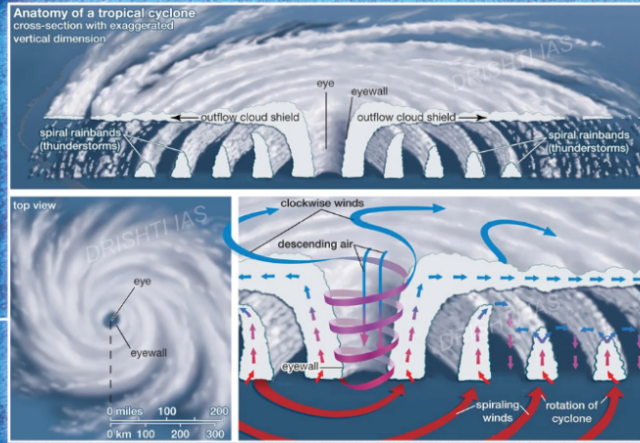 Anatomy of a tropical cyclone
cross-section with exaggerated
vertical dimension
DRISHTI IAS
eye
eyewall
outflow cloud shield
outflow cloud shield
spiral rainbands
(thunderstorms)
spiral rainbands
(thunderstorms)
top view
DRISHTI IAS
eye
eyewall
0 miles 100 200
0 km 100 200 300
clockwise winds
descending air
DRISHTI IAS
eyewall
spiraling
winds
rotation of
cyclone